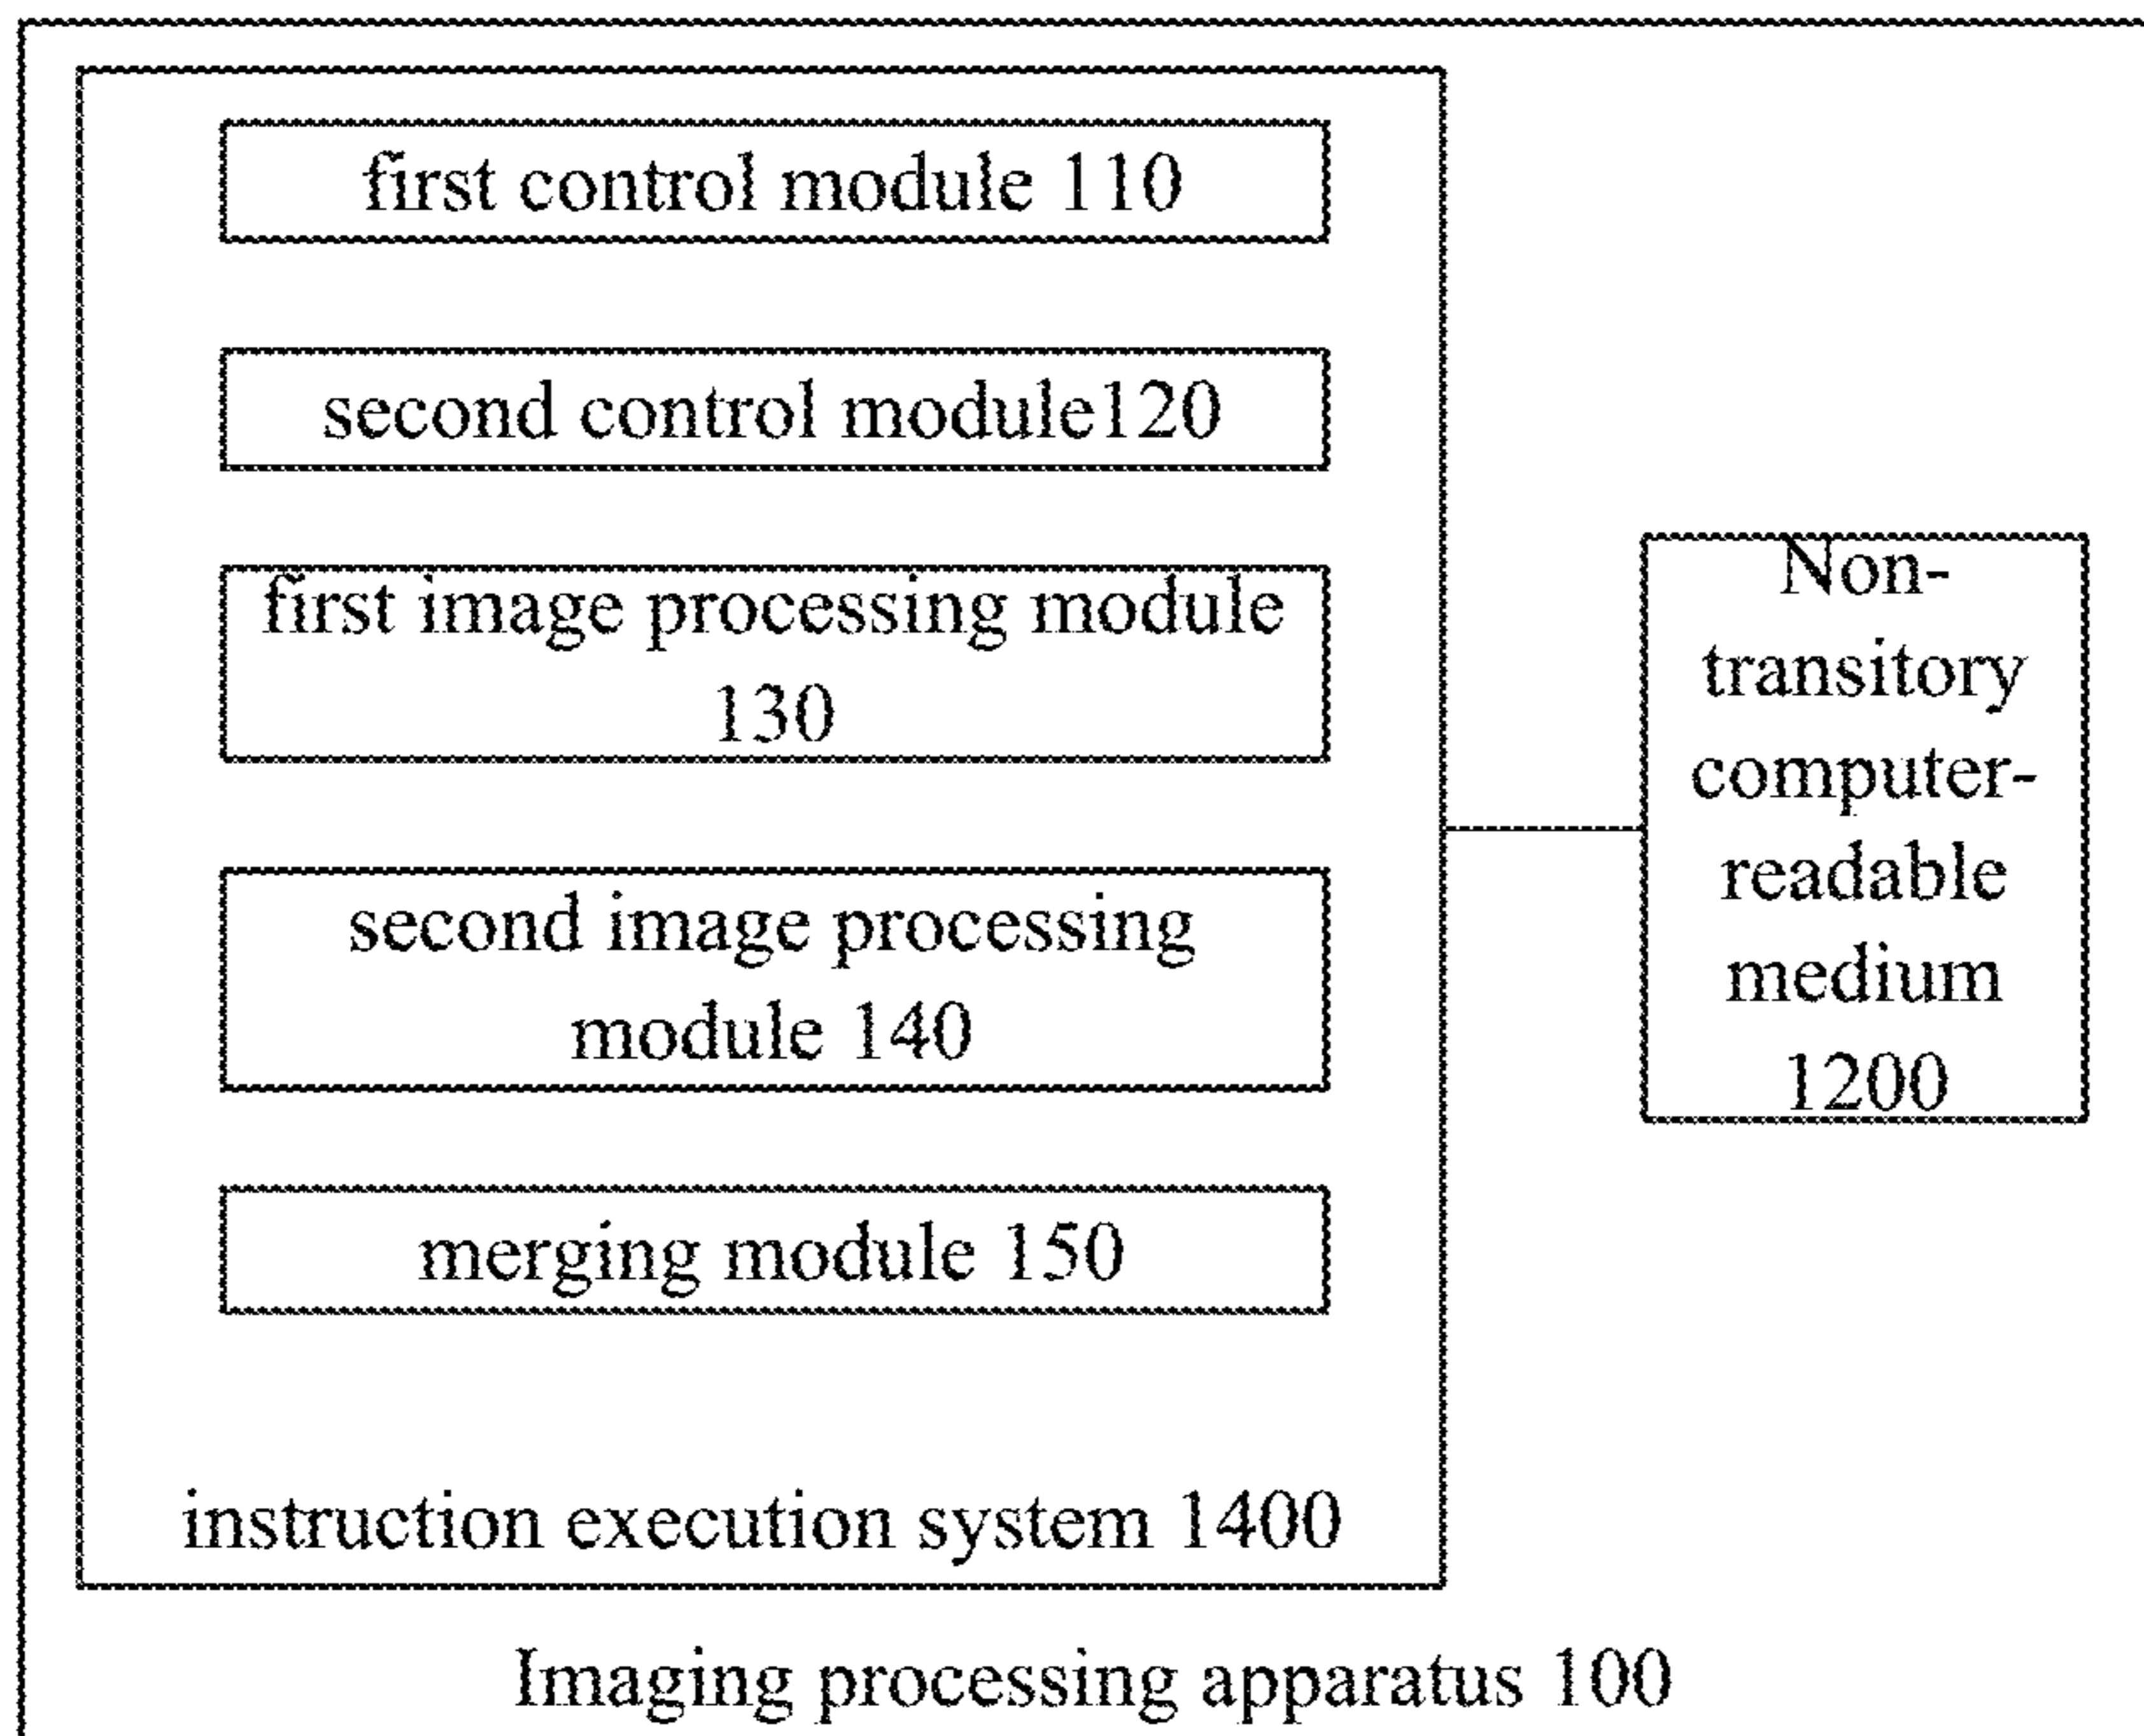 first control module 110
second control module120
first image processing module
130
second image processing
module 140
merging module 150
instruction execution system 1400
Non-
transitory
computer-
readable
medium
1200
Imaging processing apparatus 100